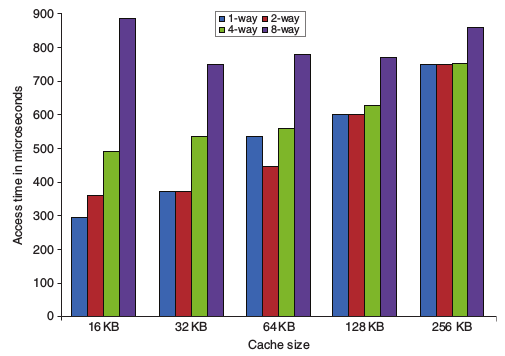 1-way 2-way
4-way 8-way
900
800
700
600
500
400
300
200
100
0
Access time in microseconds
16 KB 32 KB 64 KB 128 KB 256 KB
Cache size